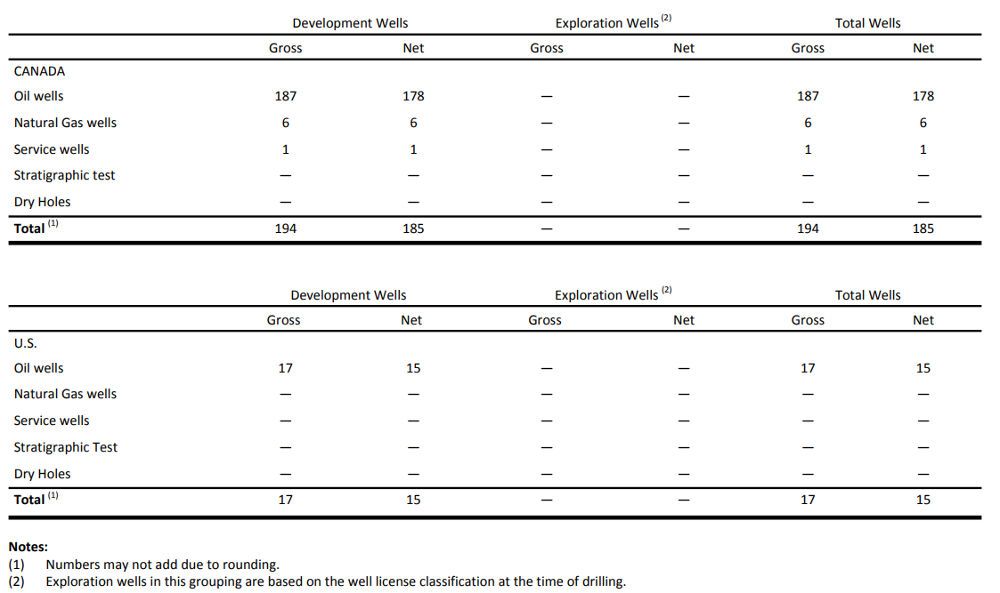 Development Wells Exploration Wells (2) Total Wells
Gross Net Gross Net Gross Net
CANADA
Oil wells 187 178 — — 187 178
Natural Gas wells 6 6 — — 6 6
Service wells 1 1 — — 1 1
Stratigraphic test — — — — — —
Dry Holes — — — — — —
Total (1) 194 185 — — 194 185
Development Wells Exploration Wells (2) Total Wells
Gross Net Gross Net Gross Net
U.S.
Oil wells 17 15 — — 17 15
Natural Gas wells — — — — — —
Service wells — — — — — —
Stratigraphic Test — — — — — —
Dry Holes — — — — — —
Total (1) 17 15 — — 17 15
Notes:
(1) Numbers may not add due to rounding.
(2) Exploration wells in this grouping are based on the well license classification at the time of drilling.